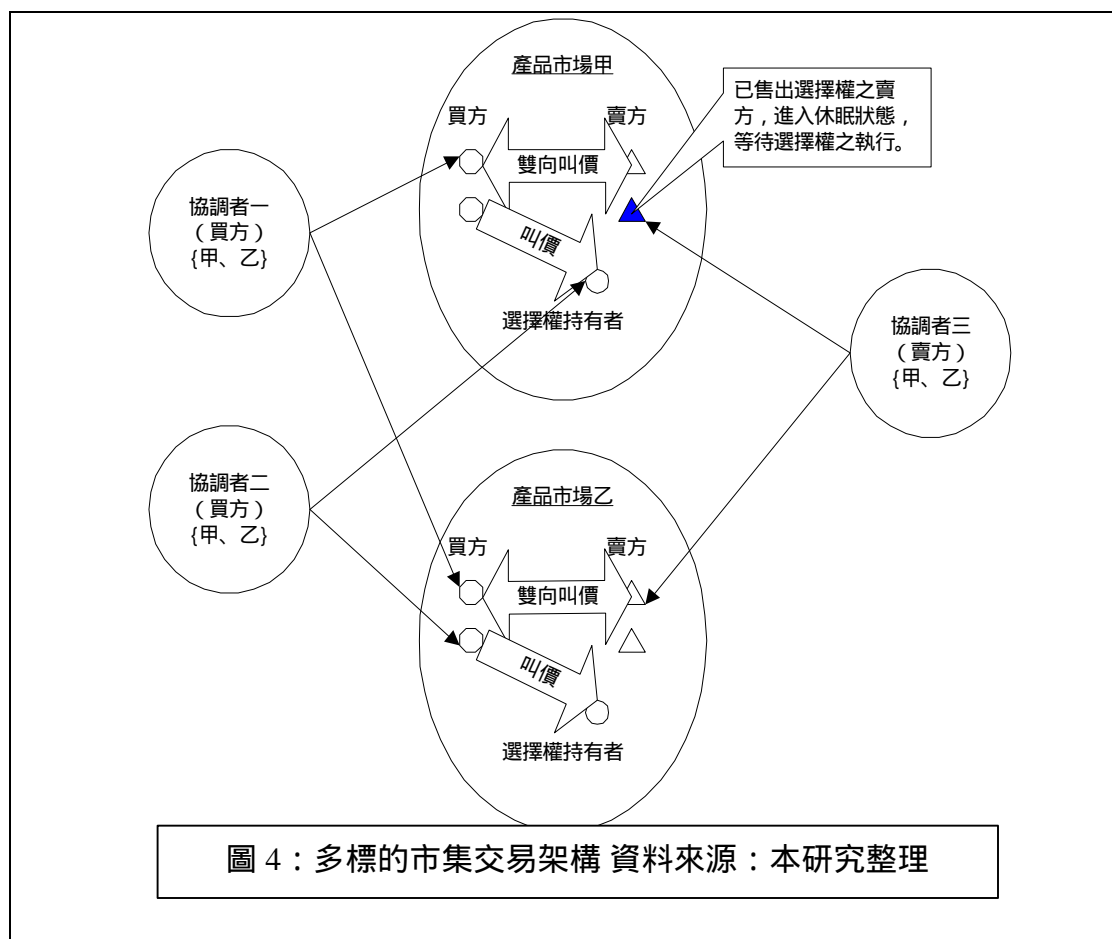 產品市場甲
買方
賣方
雙向叫價
叫價
選擇權持有者
已售出選擇權之賣
方，進入休眠狀態，
等待選擇權之執行。
協調者一
（買方）
{甲、乙}
協調者三
（賣方）
{甲、乙}
協調者二
（買方）
{甲、乙}
產品市場乙
買方
賣方
雙向叫價
叫價
選擇權持有者
圖 4：多標的市集交易架構 資料來源：本研究整理